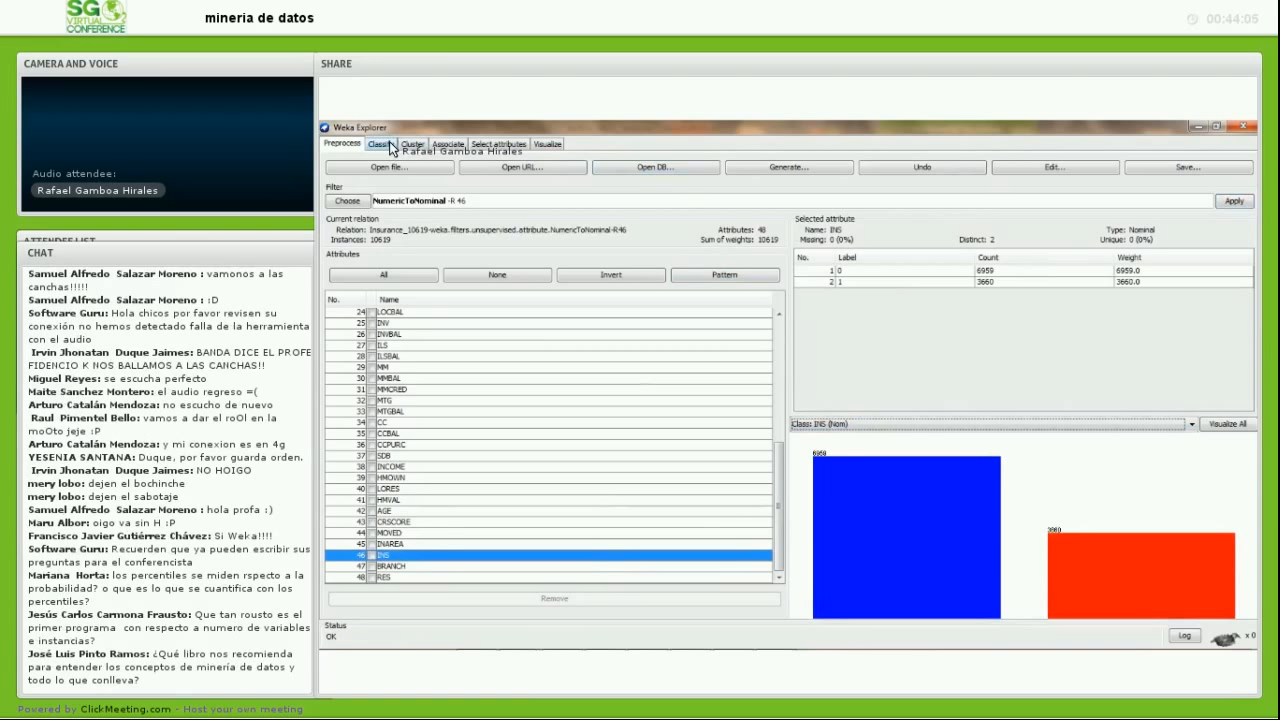 SG
VIRTUAL
CONFERENCE
mineria de datos
00:44:05
CAMERA AND VOICE
Audio attendee:
Rafael Gamboa Hirales
ATTENDEE LIST
CHAT
Samuel Alfredo Salazar Moreno : vamonos a las
canchas!!!!!
Samuel Alfredo Salazar Moreno : :D
Software Guru: Hola chicos por favor revisen su
conexión no hemos detectado falla de la herramienta
con el audio
Irvin Jhonatan Duque Jaimes: BANDA DICE EL PROFE
FIDENCIO K NOS BALLAMOS A LAS CANCHAS!!
Miguel Reyes: se escucha perfecto
Maite Sanchez Montero: el audio regreso =(
Arturo Catalán Mendoza: no escucho de nuevo
Raul Pimentel Bello: vamos a dar el roOl en la
moOto jeje :P
Arturo Catalán Mendoza: y mi conexion es en 4g
YESENIA SANTANA: Duque, por favor guarda orden.
Irvin Jhonatan Duque Jaimes: NO HOIGO
mery lobo: dejen el bochinche
mery lobo: dejen el sabotaje
Samuel Alfredo Salazar Moreno : hola profa :)
Maru Albor: oigo va sin H :P
Francisco Javier Gutiérrez Chávez: Si Weka!!!!
Software Guru: Recuerden que ya pueden escribir sus
preguntas para el conferencista
Mariana Horta: los percentiles se miden rspecto a la
probabilidad? o que es lo que se cuantifica con los
percentiles?
Jesús Carlos Carmona Frausto: Que tan rousto es el
primer programa con respecto a numero de variables
e instancias?
José Luis Pinto Ramos: ¿Qué libro nos recomienda
para entender los conceptos de minería de datos y
todo lo que conlleva?
SHARE
Weka Explorer
Preprocess Classify Cluster Associate Select attributes Visualize
Rafael Gamboa Hirales
Open file... Open URL... Open DB... Generate... Undo Edit... Save...
Filter
Choose NumericToNominal -R 46 Apply
Current relation
Relation: Insurance_10619-weka.filters.unsupervised.attribute.NumericToNominal-R46 Attributes: 48
Instances: 10619 Sum of weights: 10619
Attributes
All None Invert Pattern
No. Name
24 LOCBAL
25 INV
26 INVBAL
27 ILS
28 ILSBAL
29 MM
30 MMBAL
31 MMCRED
32 MTG
33 MTGBAL
34 CC
35 CCBAL
36 CCPURC
37 SDB
38 INCOME
39 HMOWN
40 LORES
41 HMVAL
42 AGE
43 CRSCORE
44 MOVED
45 INAREA
46 INS
47 BRANCH
48 RES
Remove
Selected attribute
Name: INS Type: Nominal
Missing: 0 (0%) Distinct: 2 Unique: 0 (0%)
No. Label Count Weight
1 0 6959 6959.0
2 1 3660 3660.0
Class: INS (Nom) Visualize All
6959
3660
Status
OK
Log x 0
Powered by ClickMeeting.com - Host your own meeting